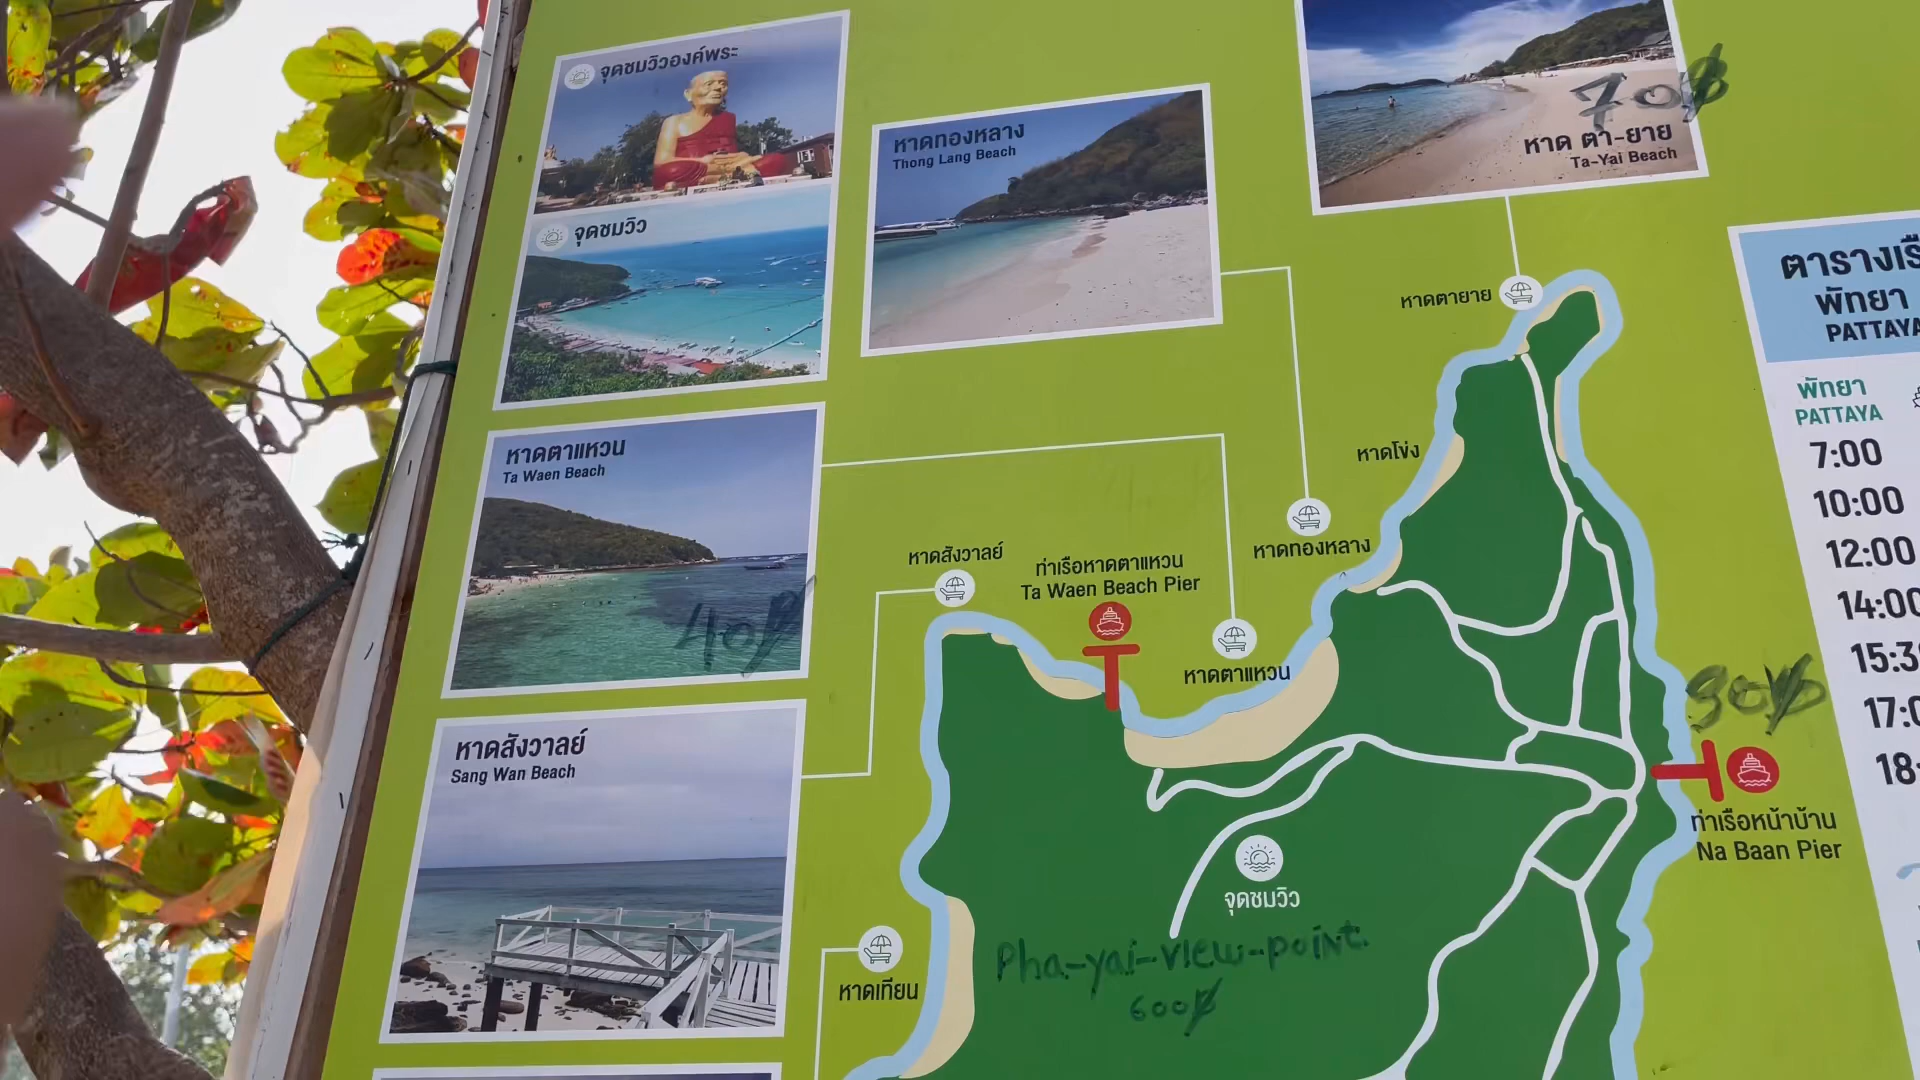 จุดชมวิวองค์พระ
จุดชมวิว
หาดทองหลาง
Thong Lang Beach
70฿
หาด ตา-ยาย
Ta-Yai Beach
หาดตาแหวน
Ta Waen Beach
40฿
หาดสังวาลย์
Sang Wan Beach
หาดตายาย
หาดโข่ง
หาดทองหลาง
หาดสังวาลย์
ท่าเรือหาดตาแหวน
Ta Waen Beach Pier
หาดตาแหวน
จุดชมวิว
Pha-yai-view-point.
600฿
หาดเทียน
ท่าเรือหน้าบ้าน
Na Baan Pier
พัทยา
PATTAYA
พัทยา
PATTAYA
7:00
10:00
12:00
14:00